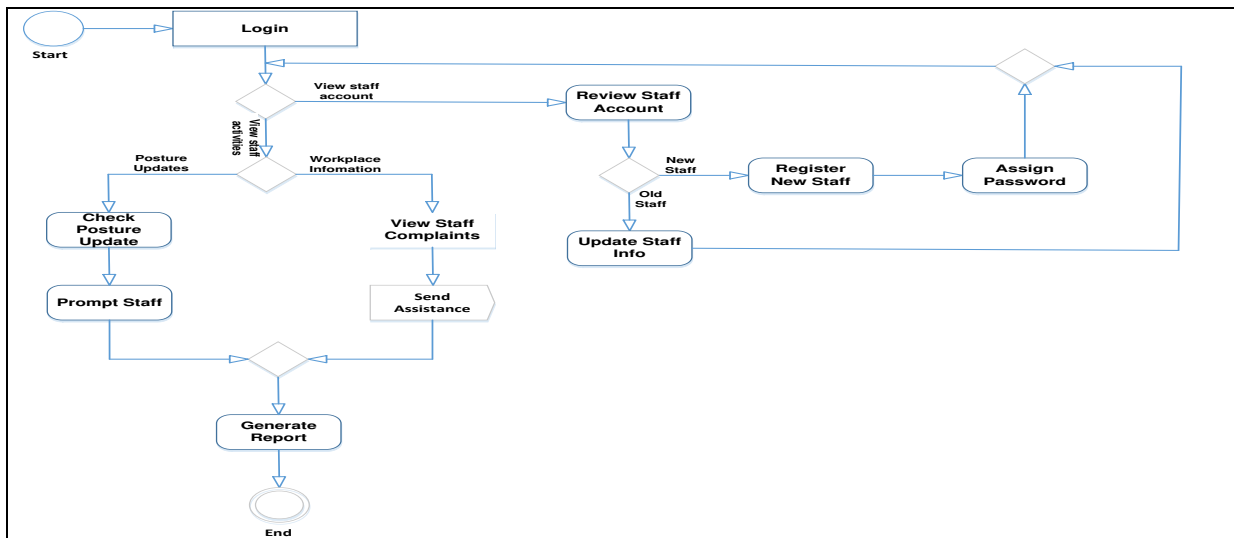 Login
Start
View staff
account
Review Staff
Account
View staff
activities
Posture
Updates
Workplace
Infomation
New
Staff
Register
New Staff
Assign
Password
Old
Staff
Check
Posture
Update
View Staff
Complaints
Update Staff
Info
Prompt Staff
Send
Assistance
Generate
Report
End